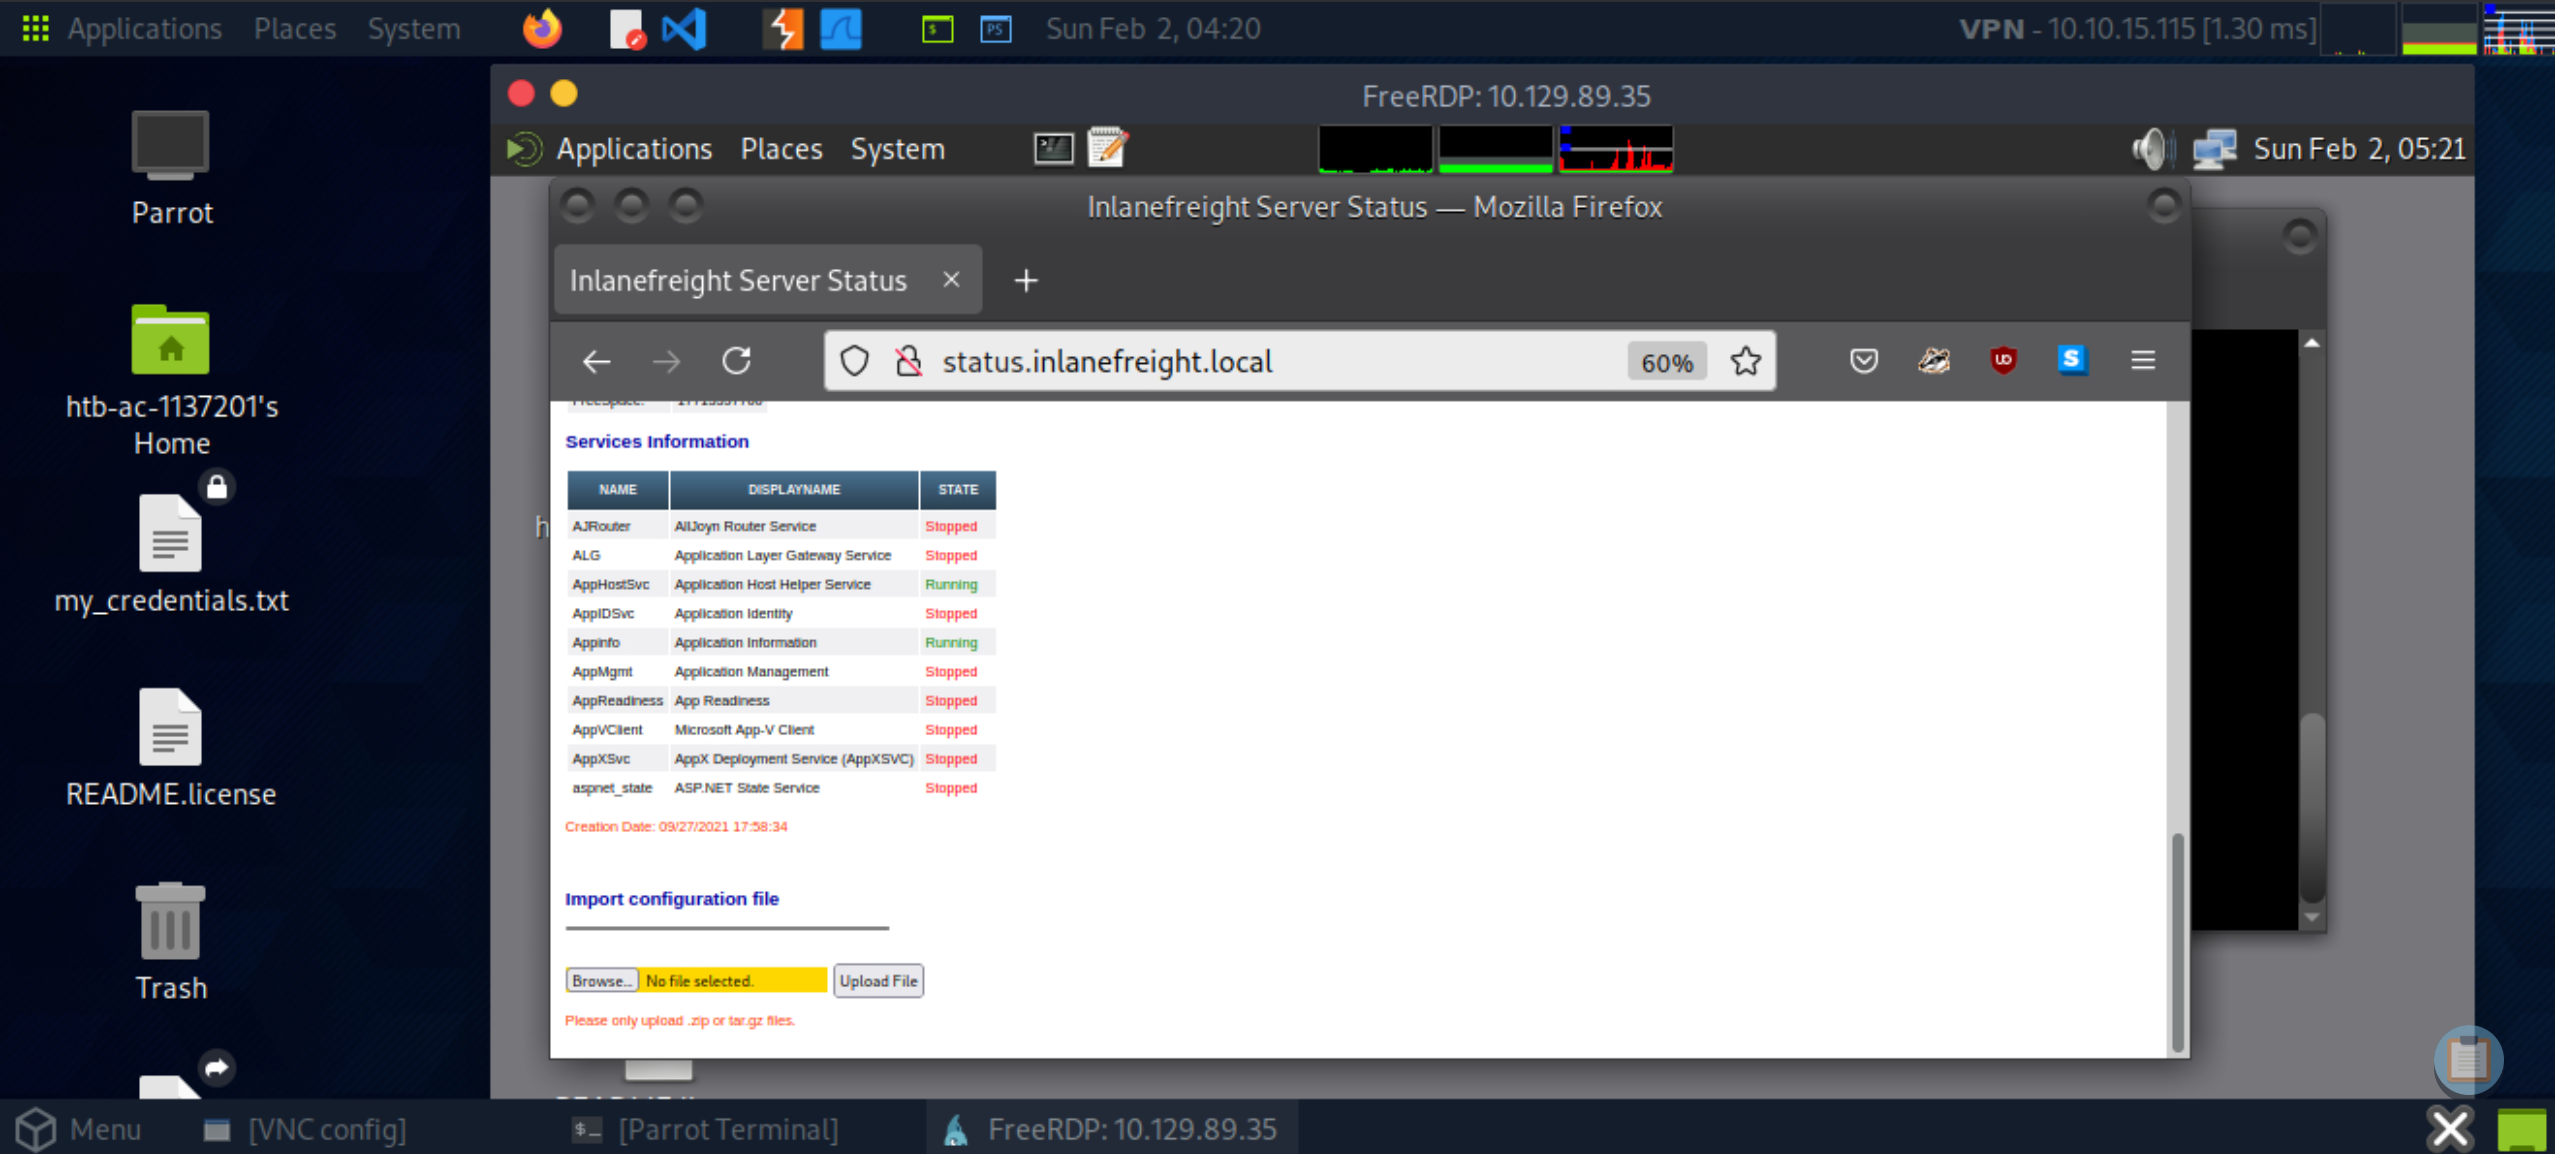 Applications Places System Sun Feb 2, 04:20 VPN - 10.10.15.115 [1.30 ms]
FreeRDP: 10.129.89.35
Applications Places System Sun Feb 2, 05:21
Inlanefreight Server Status — Mozilla Firefox
Inlanefreight Server Status
status.inlanefreight.local 60%
Parrot
htb-ac-1137201's
Home
my_credentials.txt
README.license
Trash
Services Information
NAME DISPLAYNAME STATE
AJRouter AllJoyn Router Service Stopped
ALG Application Layer Gateway Service Stopped
AppHostSvc Application Host Helper Service Running
AppIDSvc Application Identity Stopped
Appinfo Application Information Running
AppMgmt Application Management Stopped
AppReadiness App Readiness Stopped
AppVClient Microsoft App-V Client Stopped
AppXSvc AppX Deployment Service (AppXSVC) Stopped
aspnet_state ASP.NET State Service Stopped
Creation Date: 09/27/2021 17:58:34
Import configuration file
Browse... No file selected. Upload File
Please only upload .zip or tar.gz files.
Menu [VNC config] [Parrot Terminal] FreeRDP: 10.129.89.35